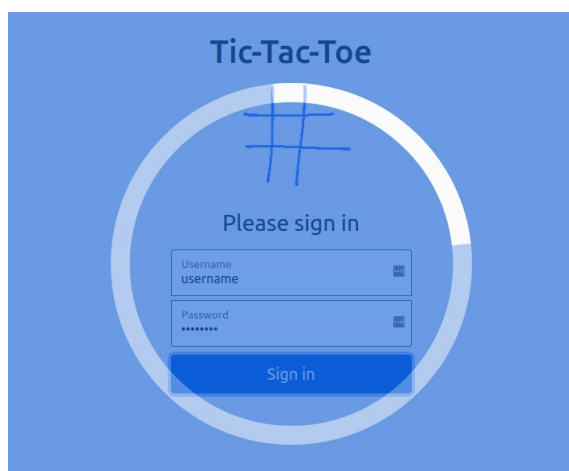 Tic-Tac-Toe
Please sign in
Username
username
Password
••••••••
Sign in